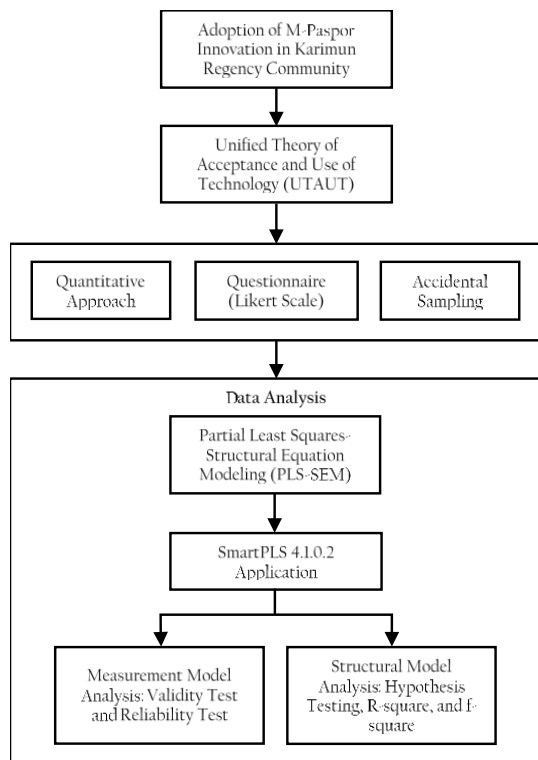 Adoption of M-Paspor
Innovation in Karimun
Regency Community
Unified Theory of
Acceptance and Use of
Technology (UTAUT)
Quantitative
Approach
Questionnaire
(Likert Scale)
Accidental
Sampling
Data Analysis
Partial Least Squares-
Structural Equation
Modeling (PLS-SEM)
SmartPLS 4.1.0.2
Application
Measurement Model
Analysis: Validity Test
and Reliability Test
Structural Model
Analysis: Hypothesis
Testing, R-square, and f-
square